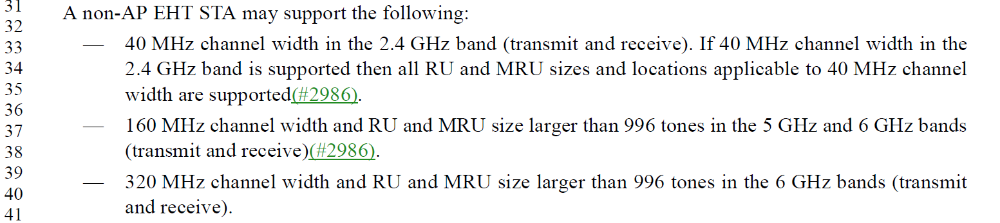 31
A non-AP EHT STA may support the following:
32
33 — 40 MHz channel width in the 2.4 GHz band (transmit and receive). If 40 MHz channel width in the
34 2.4 GHz band is supported then all RU and MRU sizes and locations applicable to 40 MHz channel
35 width are supported(#2986).
36
37 — 160 MHz channel width and RU and MRU size larger than 996 tones in the 5 GHz and 6 GHz bands
38 (transmit and receive)(#2986).
39
40 — 320 MHz channel width and RU and MRU size larger than 996 tones in the 6 GHz bands (transmit
41 and receive).